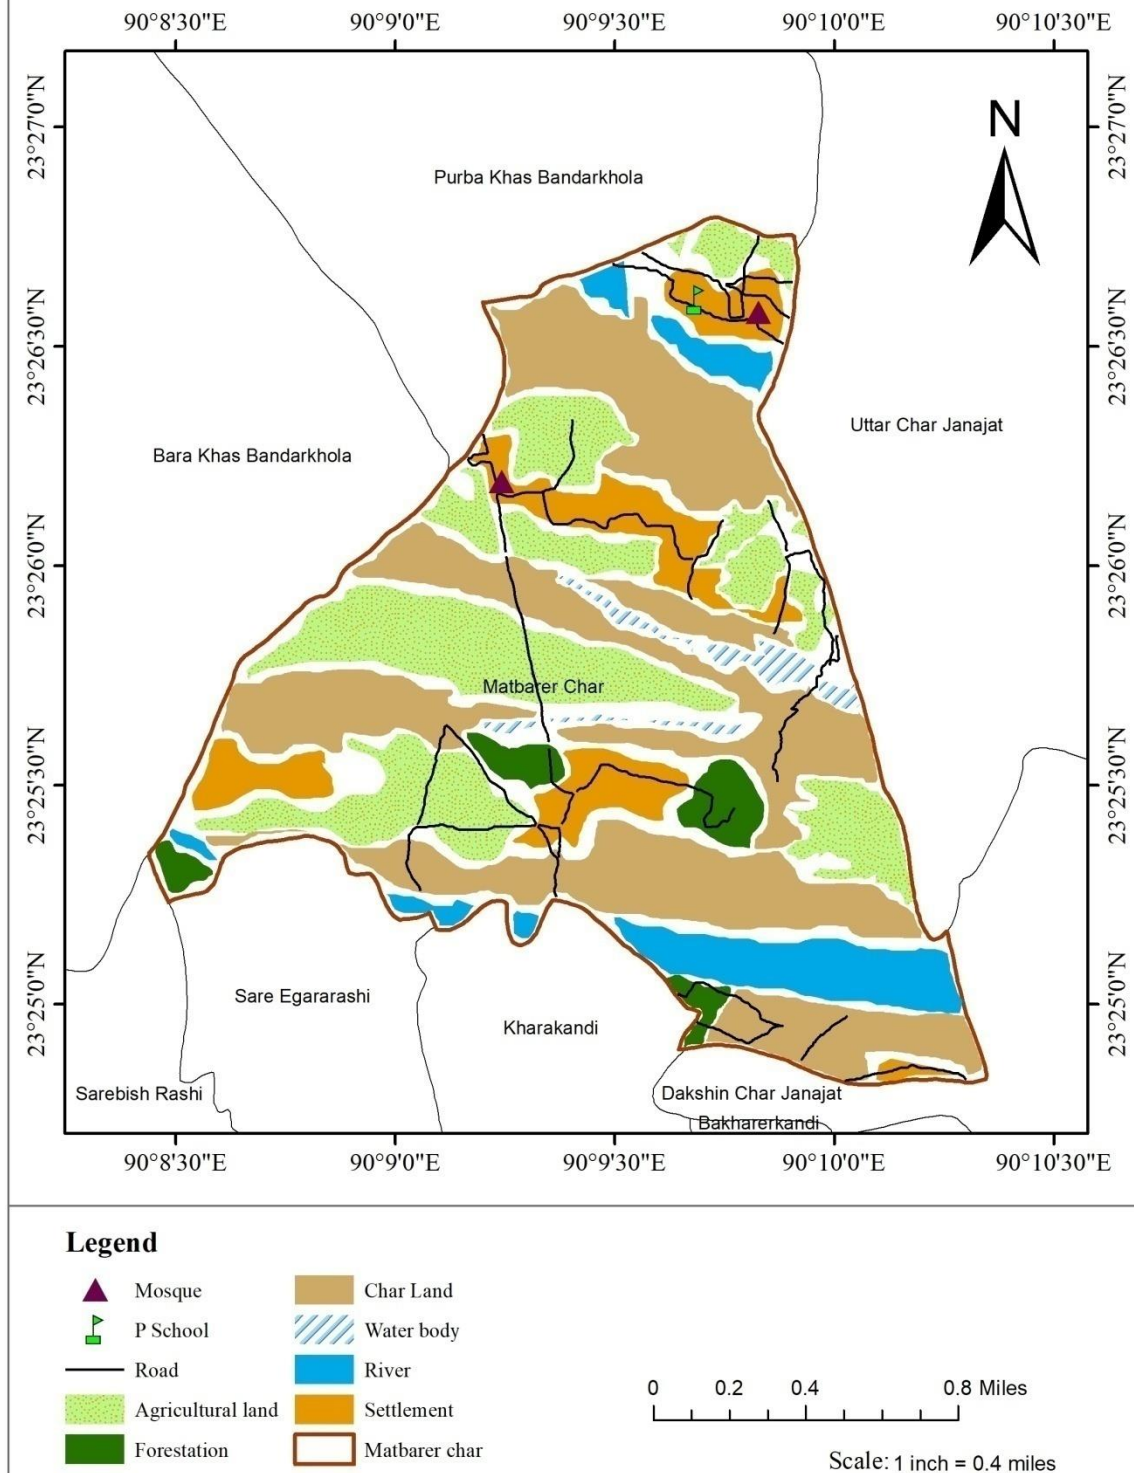 90°8'30"E 90°9'0"E 90°9'30"E 90°10'0"E 90°10'30"E
23°27'0"N
23°27'0"N
N
Purba Khas Bandarkhola
23°26'30"N
23°26'30"N
Uttar Char Janajat
Bara Khas Bandarkhola
23°26'0"N
23°26'0"N
Matbarer Char
23°25'30"N
23°25'30"N
Sare Egararashi
Kharakandi
23°25'0"N
23°25'0"N
Sarebish Rashi
Dakshin Char Janajat
Bakharerkandi
90°8'30"E 90°9'0"E 90°9'30"E 90°10'0"E 90°10'30"E
Legend
Mosque
P School
Road
Agricultural land
Forestation
Char Land
Water body
River
Settlement
Matbarer char
0 0.2 0.4 0.8 Miles
Scale: 1 inch = 0.4 miles